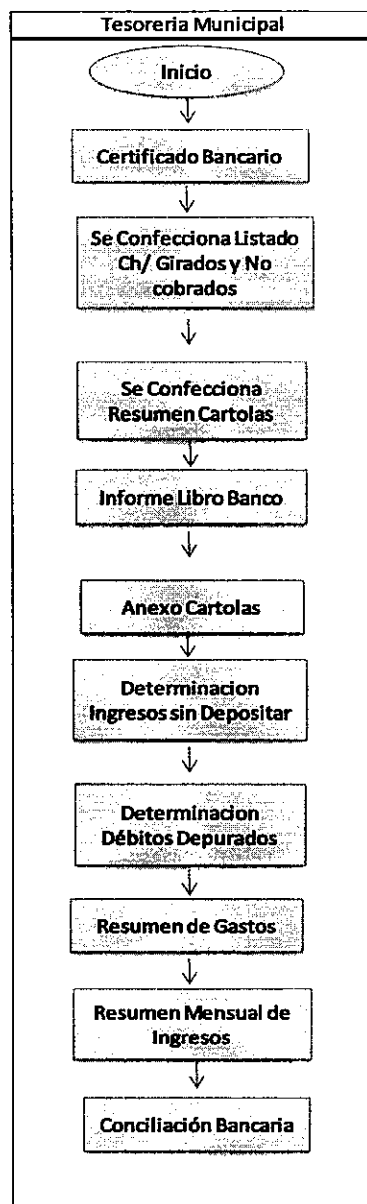 Tesoreria Municipal
Início
Certificado Bancario
Se Confecciona Listado
Ch/ Girados y No
cobrados
Se Confecciona
Resumen Cartolas
Informe Libro Banco
Anexo Cartolas
Determinacion
Ingresos sin Depositar
Determinacion
Débitos Depurados
Resumen de Gastos
Resumen Mensual de
Ingresos
Conciliación Bancaria